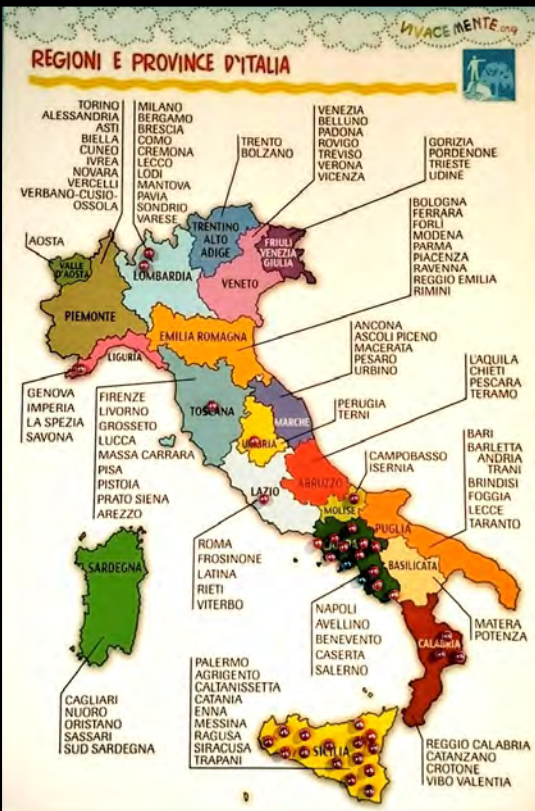 VIVACEMENTE.org
REGIONI E PROVINCE D'ITALIA
TORINO
ALESSANDRIA
ASTI
BIELLA
CUNEO
IVREA
NOVARA
VERCELLI
VERBANO-CUSIO-
OSSOLA
MILANO
BERGAMO
BRESCIA
COMO
CREMONA
LECCO
LODI
MANTOVA
PAVIA
SONDRIO
VARESE
TRENTO
BOLZANO
VENEZIA
BELLUNO
PADONA
ROVIGO
TREVISO
VERONA
VICENZA
GORIZIA
PORDENONE
TRIESTE
UDINE
BOLOGNA
FERRARA
FORLÌ
MODENA
PARMA
PIACENZA
RAVENNA
REGGIO EMILIA
RIMINI
AOSTA
VALLE
D'AOSTA
PIEMONTE
LOMBARDIA
TRENTINO
ALTO
ADIGE
VENETO
FRIULI
VENEZIA
GIULIA
LIGURIA
EMILIA ROMAGNA
ANCONA
ASCOLI PICENO
MACERATA
PESARO
URBINO
L'AQUILA
CHIETI
PESCARA
TERAMO
GENOVA
IMPERIA
LA SPEZIA
SAVONA
FIRENZE
LIVORNO
GROSSETO
LUCCA
MASSA CARRARA
PISA
PISTOIA
PRATO SIENA
AREZZO
TOSCANA
MARCHE
UMBRIA
PERUGIA
TERNI
CAMPOBASSO
ISERNIA
BARI
BARLETTA
ANDRIA
TRANI
BRINDISI
FOGGIA
LECCE
TARANTO
LAZIO
ABRUZZO
MOLISE
PUGLIA
BASILICATA
SARDEGNA
ROMA
FROSINONE
LATINA
RIETI
VITERBO
NAPOLI
AVELLINO
BENEVENTO
CASERTA
SALERNO
MATERA
POTENZA
CALABRIA
CAGLIARI
NUORO
ORISTANO
SASSARI
SUD SARDEGNA
PALERMO
AGRIGENTO
CALTANISSETTA
CATANIA
ENNA
MESSINA
RAGUSA
SIRACUSA
TRAPANI
SICILIA
REGGIO CALABRIA
CATANZARO
CROTONE
VIBO VALENTIA